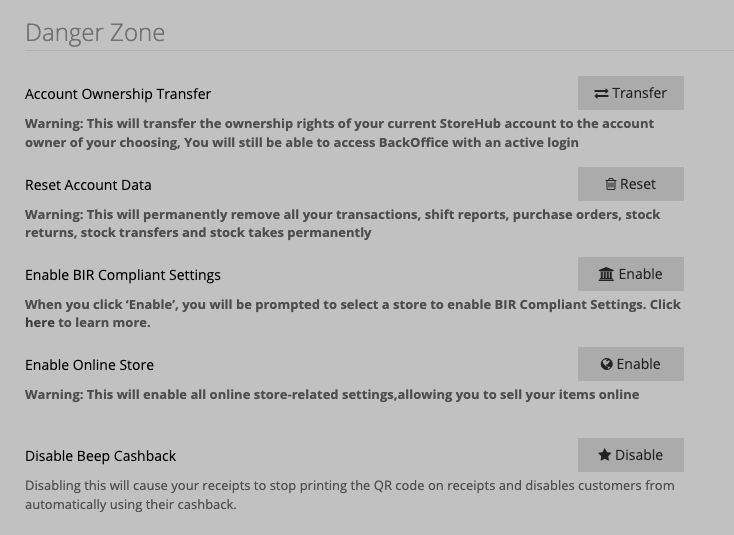 Danger Zone
Account Ownership Transfer
Transfer
Warning: This will transfer the ownership rights of your current StoreHub account to the account
owner of your choosing, You will still be able to access BackOffice with an active login
Reset Account Data
Reset
Warning: This will permanently remove all your transactions, shift reports, purchase orders, stock
returns, stock transfers and stock takes permanently
Enable BIR Compliant Settings
Enable
When you click ‘Enable’, you will be prompted to select a store to enable BIR Compliant Settings. Click
here to learn more.
Enable Online Store
Enable
Warning: This will enable all online store-related settings,allowing you to sell your items online
Disable Beep Cashback
Disable
Disabling this will cause your receipts to stop printing the QR code on receipts and disables customers from
automatically using their cashback.